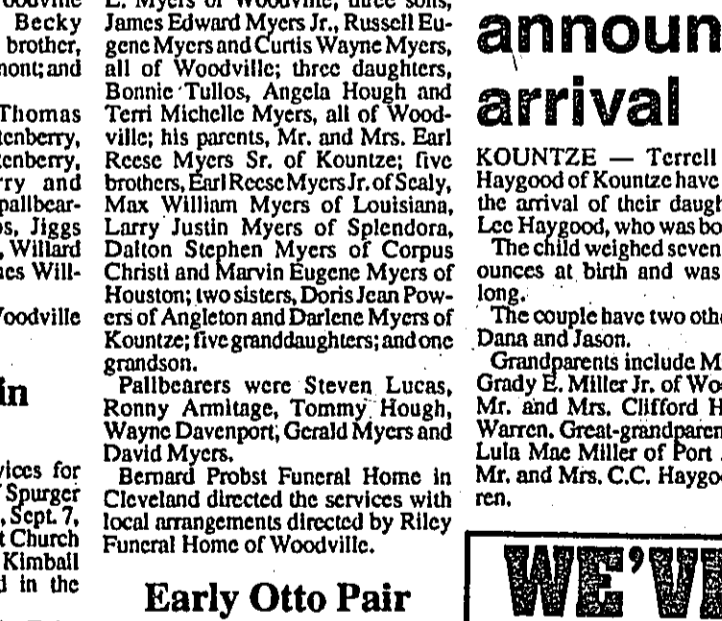 Becky
brother,
mont; and
Thomas
tenberry,
tenberry,
rry and
pallbear-
os, Jiggs
, Willard
nes Will-
Woodville
in
vices for
Spurger
, Sept. 7,
t Church
Kimball
d in the
E. Myers of Woodville; three sons,
James Edward Myers Jr., Russell Eu-
gene Myers and Curtis Wayne Myers,
all of Woodville; three daughters,
Bonnie Tullos, Angela Hough and
Terri Michelle Myers, all of Wood-
ville; his parents, Mr. and Mrs. Earl
Reese Myers Sr. of Kountze; five
brothers, Earl Reese Myers Jr. of Sealy,
Max William Myers of Louisiana,
Larry Justin Myers of Splendora,
Dalton Stephen Myers of Corpus
Christi and Marvin Eugene Myers of
Houston; two sisters, Doris Jean Pow-
ers of Angleton and Darlene Myers of
Kountze; five granddaughters; and one
grandson.
Pallbearers were Steven Lucas,
Ronny Armitage, Tommy Hough,
Wayne Davenport, Gerald Myers and
David Myers.
Bernard Probst Funeral Home in
Cleveland directed the services with
local arrangements directed by Riley
Funeral Home of Woodville.
Early Otto Pair
announ
arrival
KOUNTZE — Terrell
Haygood of Kountze have
the arrival of their daugh
Lee Haygood, who was bo
The child weighed seven
ounces at birth and was
long.
The couple have two othe
Dana and Jason.
Grandparents include M
Grady E. Miller Jr. of Wo
Mr. and Mrs. Clifford H
Warren. Great-grandparen
Lula Mae Miller of Port
Mr. and Mrs. C.C. Haygoo
ren.
WE'VE